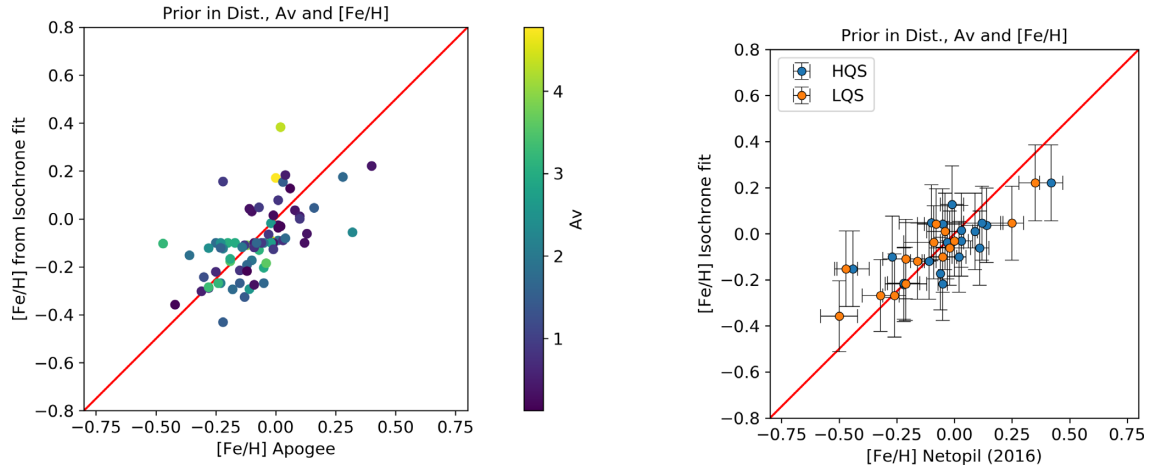 Prior in Dist., Av and [Fe/H]
[Fe/H] from Isochrone fit
0.8
0.6
0.4
0.2
0.0
−0.2
−0.4
−0.6
−0.8
−0.75 −0.50 −0.25 0.00 0.25 0.50 0.75
[Fe/H] Apogee
4
3
2
1
Av
Prior in Dist., Av and [Fe/H]
HQS
LQS
[Fe/H] Isochrone fit
0.8
0.6
0.4
0.2
0.0
−0.2
−0.4
−0.6
−0.8
−0.75 −0.50 −0.25 0.00 0.25 0.50 0.75
[Fe/H] Netopil (2016)